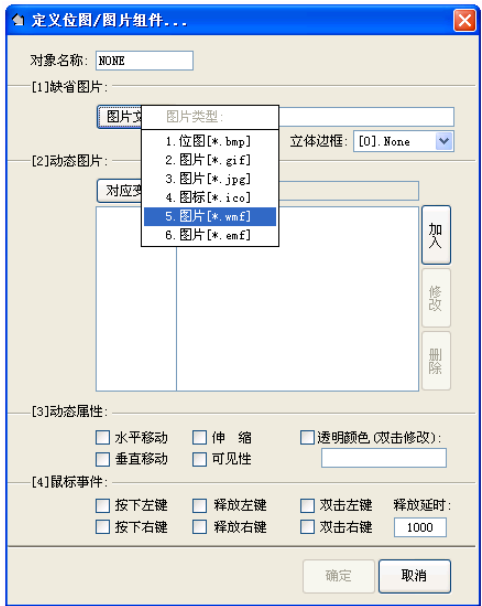 定义位图/图片组件...
对象名称: NONE
[1]缺省图片:
图片文
图片类型:
1.位图[*.bmp]
2.图片[*.gif]
3.图片[*.jpg]
4.图标[*.ico]
5.图片[*.wmf]
6.图片[*.emf]
立体边框: [0].None
[2]动态图片:
对应变
加入
修改
删除
[3]动态属性:
水平移动 伸 缩 透明颜色(双击修改):
垂直移动 可见性
[4]鼠标事件:
按下左键 释放左键 双击左键 释放延时:
按下右键 释放右键 双击右键 1000
确定 取消